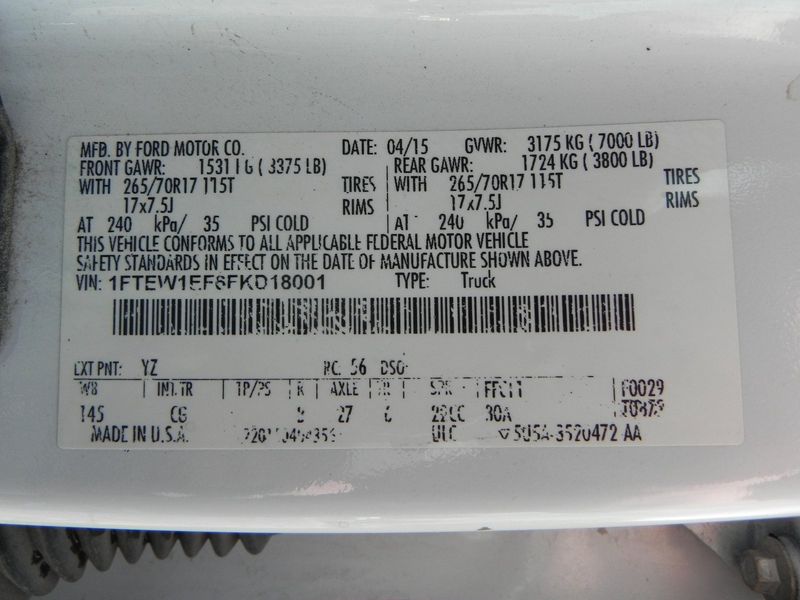 MFD. BY FORD MOTOR CO. DATE: 04/15 GVWR: 3175 KG ( 7000 LB)
FRONT GAWR: 1531 KG ( 3375 LB) REAR GAWR: 1724 KG ( 3800 LB)
WITH 265/70R17 115T TIRES WITH 265/70R17 115T TIRES
17x7.5J RIMS 17x7.5J RIMS
AT 240 kPa/ 35 PSI COLD AT 240 kPa/ 35 PSI COLD
THIS VEHICLE CONFORMS TO ALL APPLICABLE FEDERAL MOTOR VEHICLE
SAFETY STANDARDS IN EFFECT ON THE DATE OF MANUFACTURE SHOWN ABOVE.
VIN: 1FTEW1EF6FKD18001 TYPE: Truck
EXT PNT: YZ RC: 56 DSO:
WB INT.TR TP/PS R AXLE TR SPR
145 CG 27 6 30A F0029
MADE IN U.S.A. 5U5A-3520472 AA